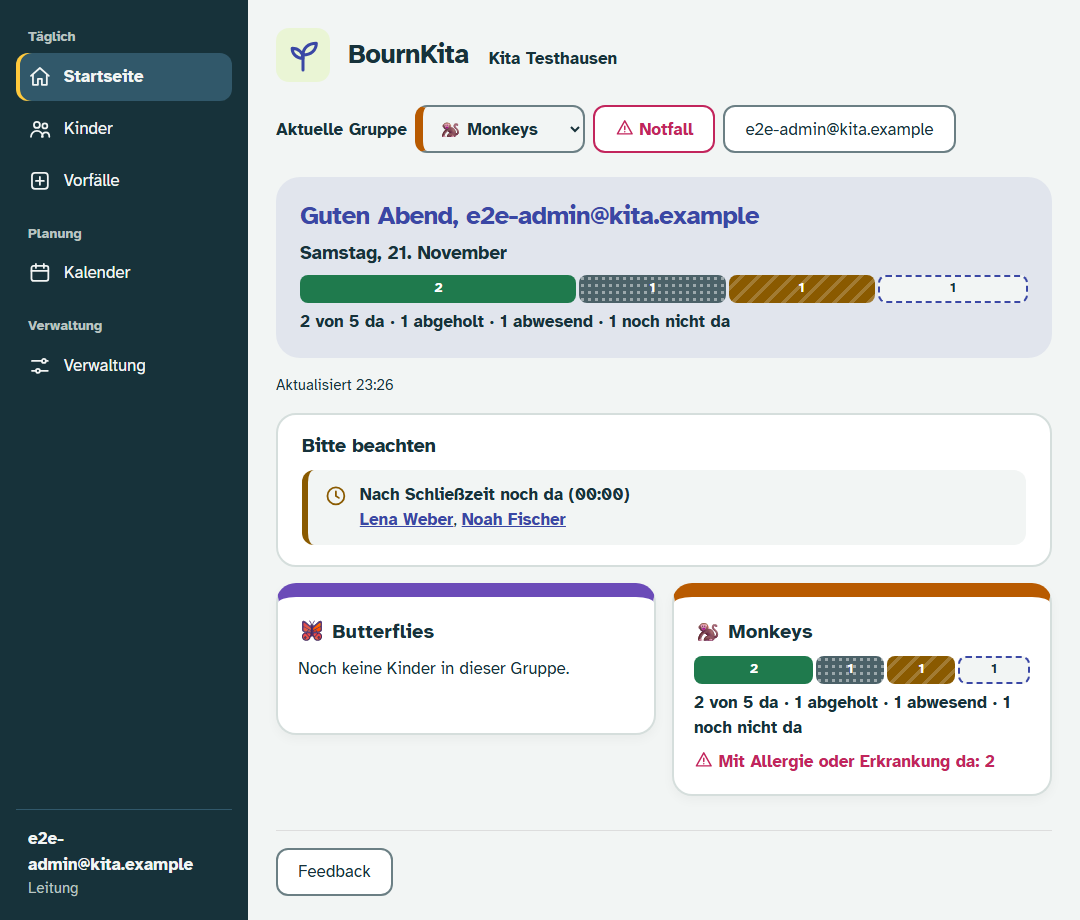 Täglich
Startseite
Kinder
Vorfälle
Planung
Kalender
Verwaltung
Verwaltung
e2e-
admin@kita.example
Leitung
BournKita Kita Testhausen
Aktuelle Gruppe Monkeys Notfall e2e-admin@kita.example
Guten Abend, e2e-admin@kita.example
Samstag, 21. November
2 1 1 1
2 von 5 da · 1 abgeholt · 1 abwesend · 1 noch nicht da
Aktualisiert 23:26
Bitte beachten
Nach Schließzeit noch da (00:00)
Lena Weber, Noah Fischer
Butterflies
Noch keine Kinder in dieser Gruppe.
Monkeys
2 1 1 1
2 von 5 da · 1 abgeholt · 1 abwesend · 1
noch nicht da
Mit Allergie oder Erkrankung da: 2
Feedback